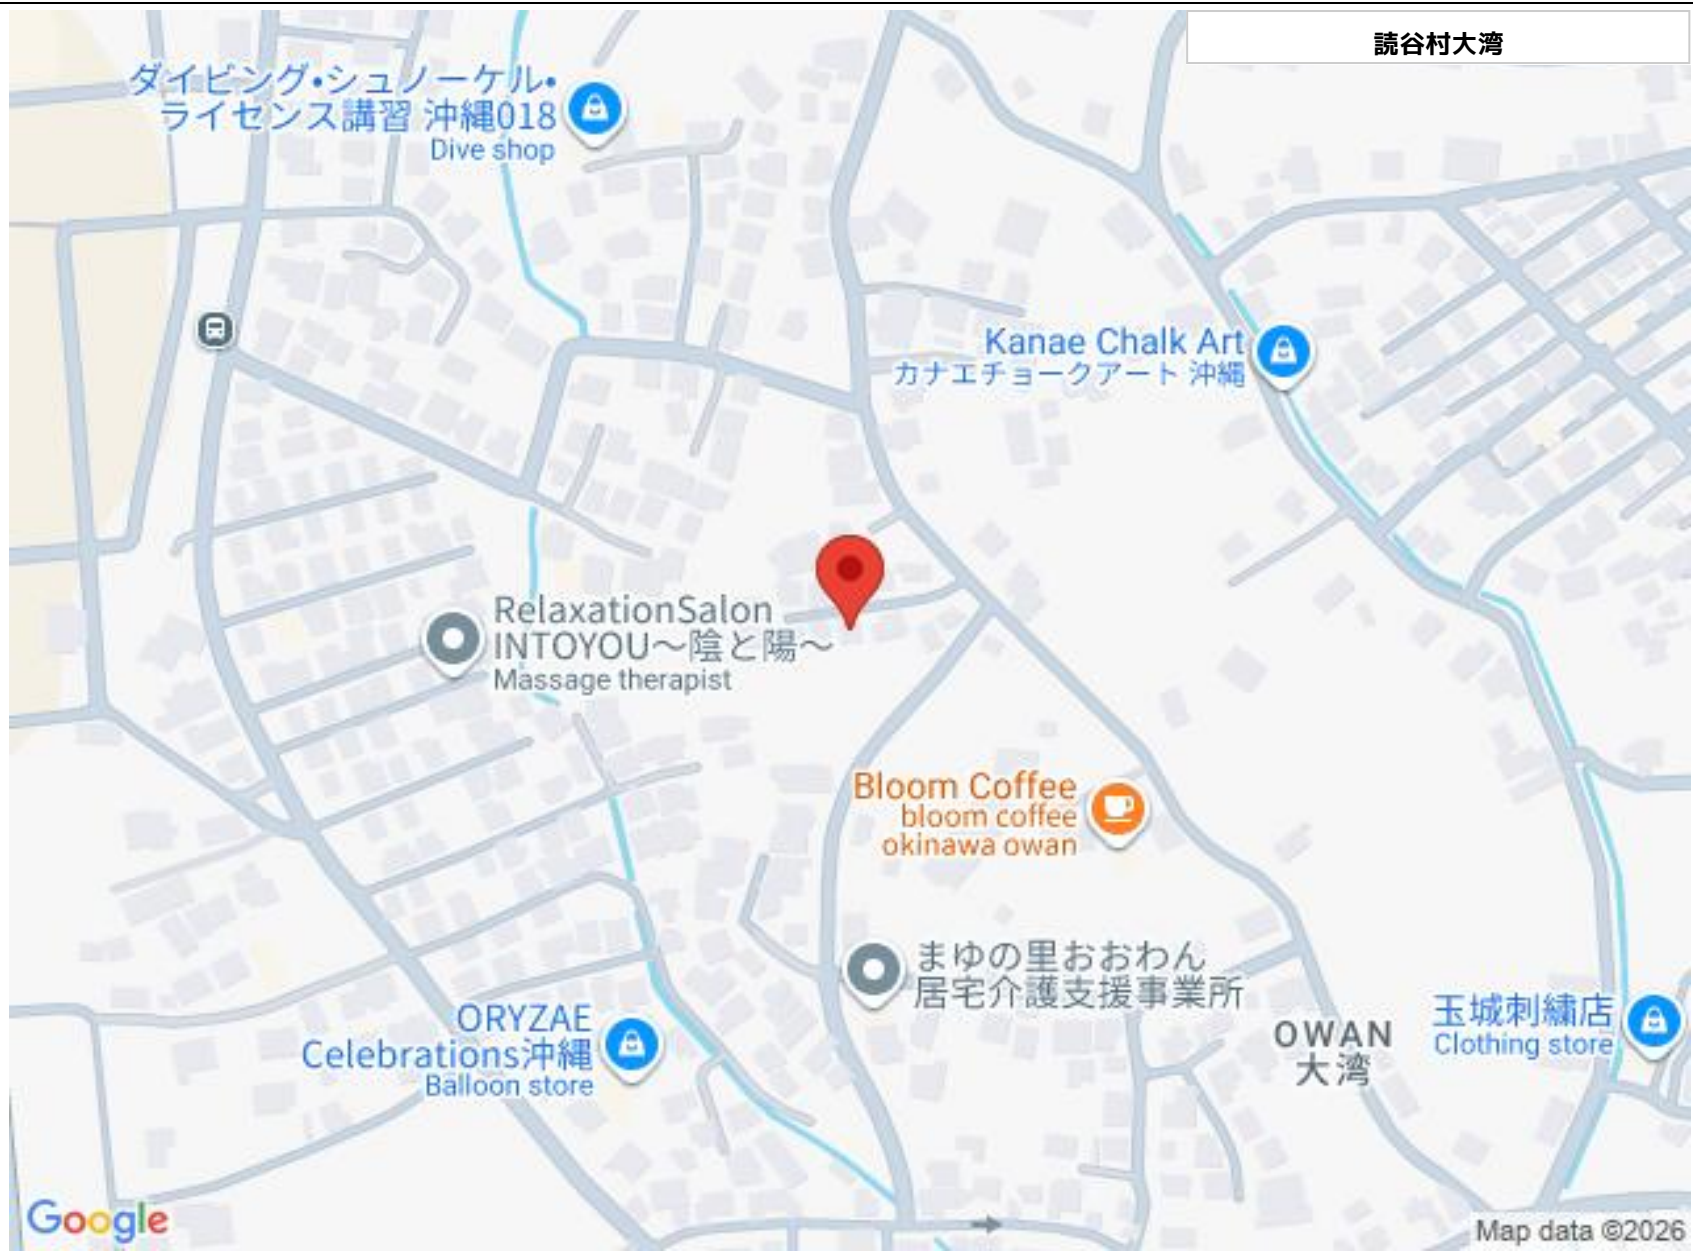 読谷村大湾
ダイビング•シュノーケル•
ライセンス講習 沖縄018
Dive shop
Kanae Chalk Art
カナエチョークアート 沖縄
RelaxationSalon
INTOYOU〜陰と陽〜
Massage therapist
Bloom Coffee
bloom coffee
okinawa owan
まゆの里おおわん
居宅介護支援事業所
ORYZAE
Celebrations沖縄
Balloon store
OWAN
大湾
玉城刺繍店
Clothing store
Google
Map data ©2026